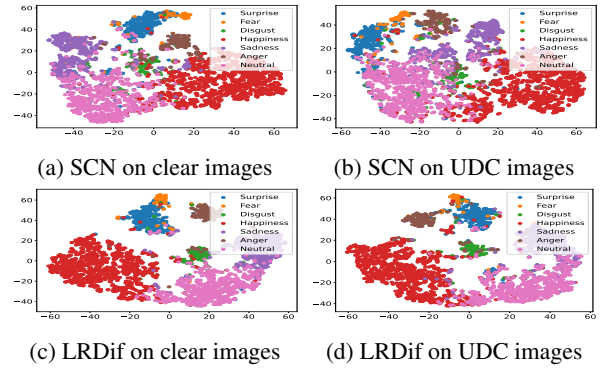 60
40
20
0
−20
−40
−40 −20 0 20 40 60
Surprise
Fear
Disgust
Happiness
Sadness
Anger
Neutral
(a) SCN on clear images
40
20
0
−20
−40
−60 −40 −20 0 20 40 60
Surprise
Fear
Disgust
Happiness
Sadness
Anger
Neutral
(b) SCN on UDC images
60
40
20
0
−20
−40
−60 −40 −20 0 20 40 60
Surprise
Fear
Disgust
Happiness
Sadness
Anger
Neutral
(c) LRDif on clear images
60
40
20
0
−20
−40
−60 −40 −20 0 20 40 60
Surprise
Fear
Disgust
Happiness
Sadness
Anger
Neutral
(d) LRDif on UDC images